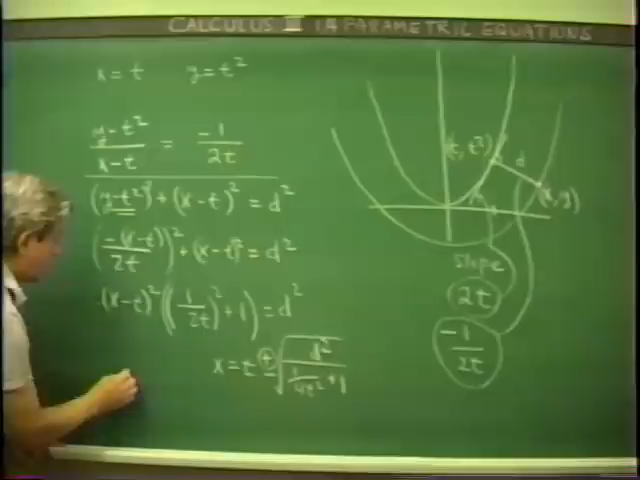 CALCULUS II IN PARAMETRIC EQUATIONS
x = t    y = t²
(y - t²)/(x - t) = -1/(2t)
(y - t²)² + (x - t)² = d²
(-(x - t)/(2t))² + (x - t)² = d²
(x - t)² ((1/(2t))² + 1) = d²
x = t ± √(d²/(1/(4t²) + 1))
(t, t²)
d
(x, y)
slope
2t
-1/(2t)